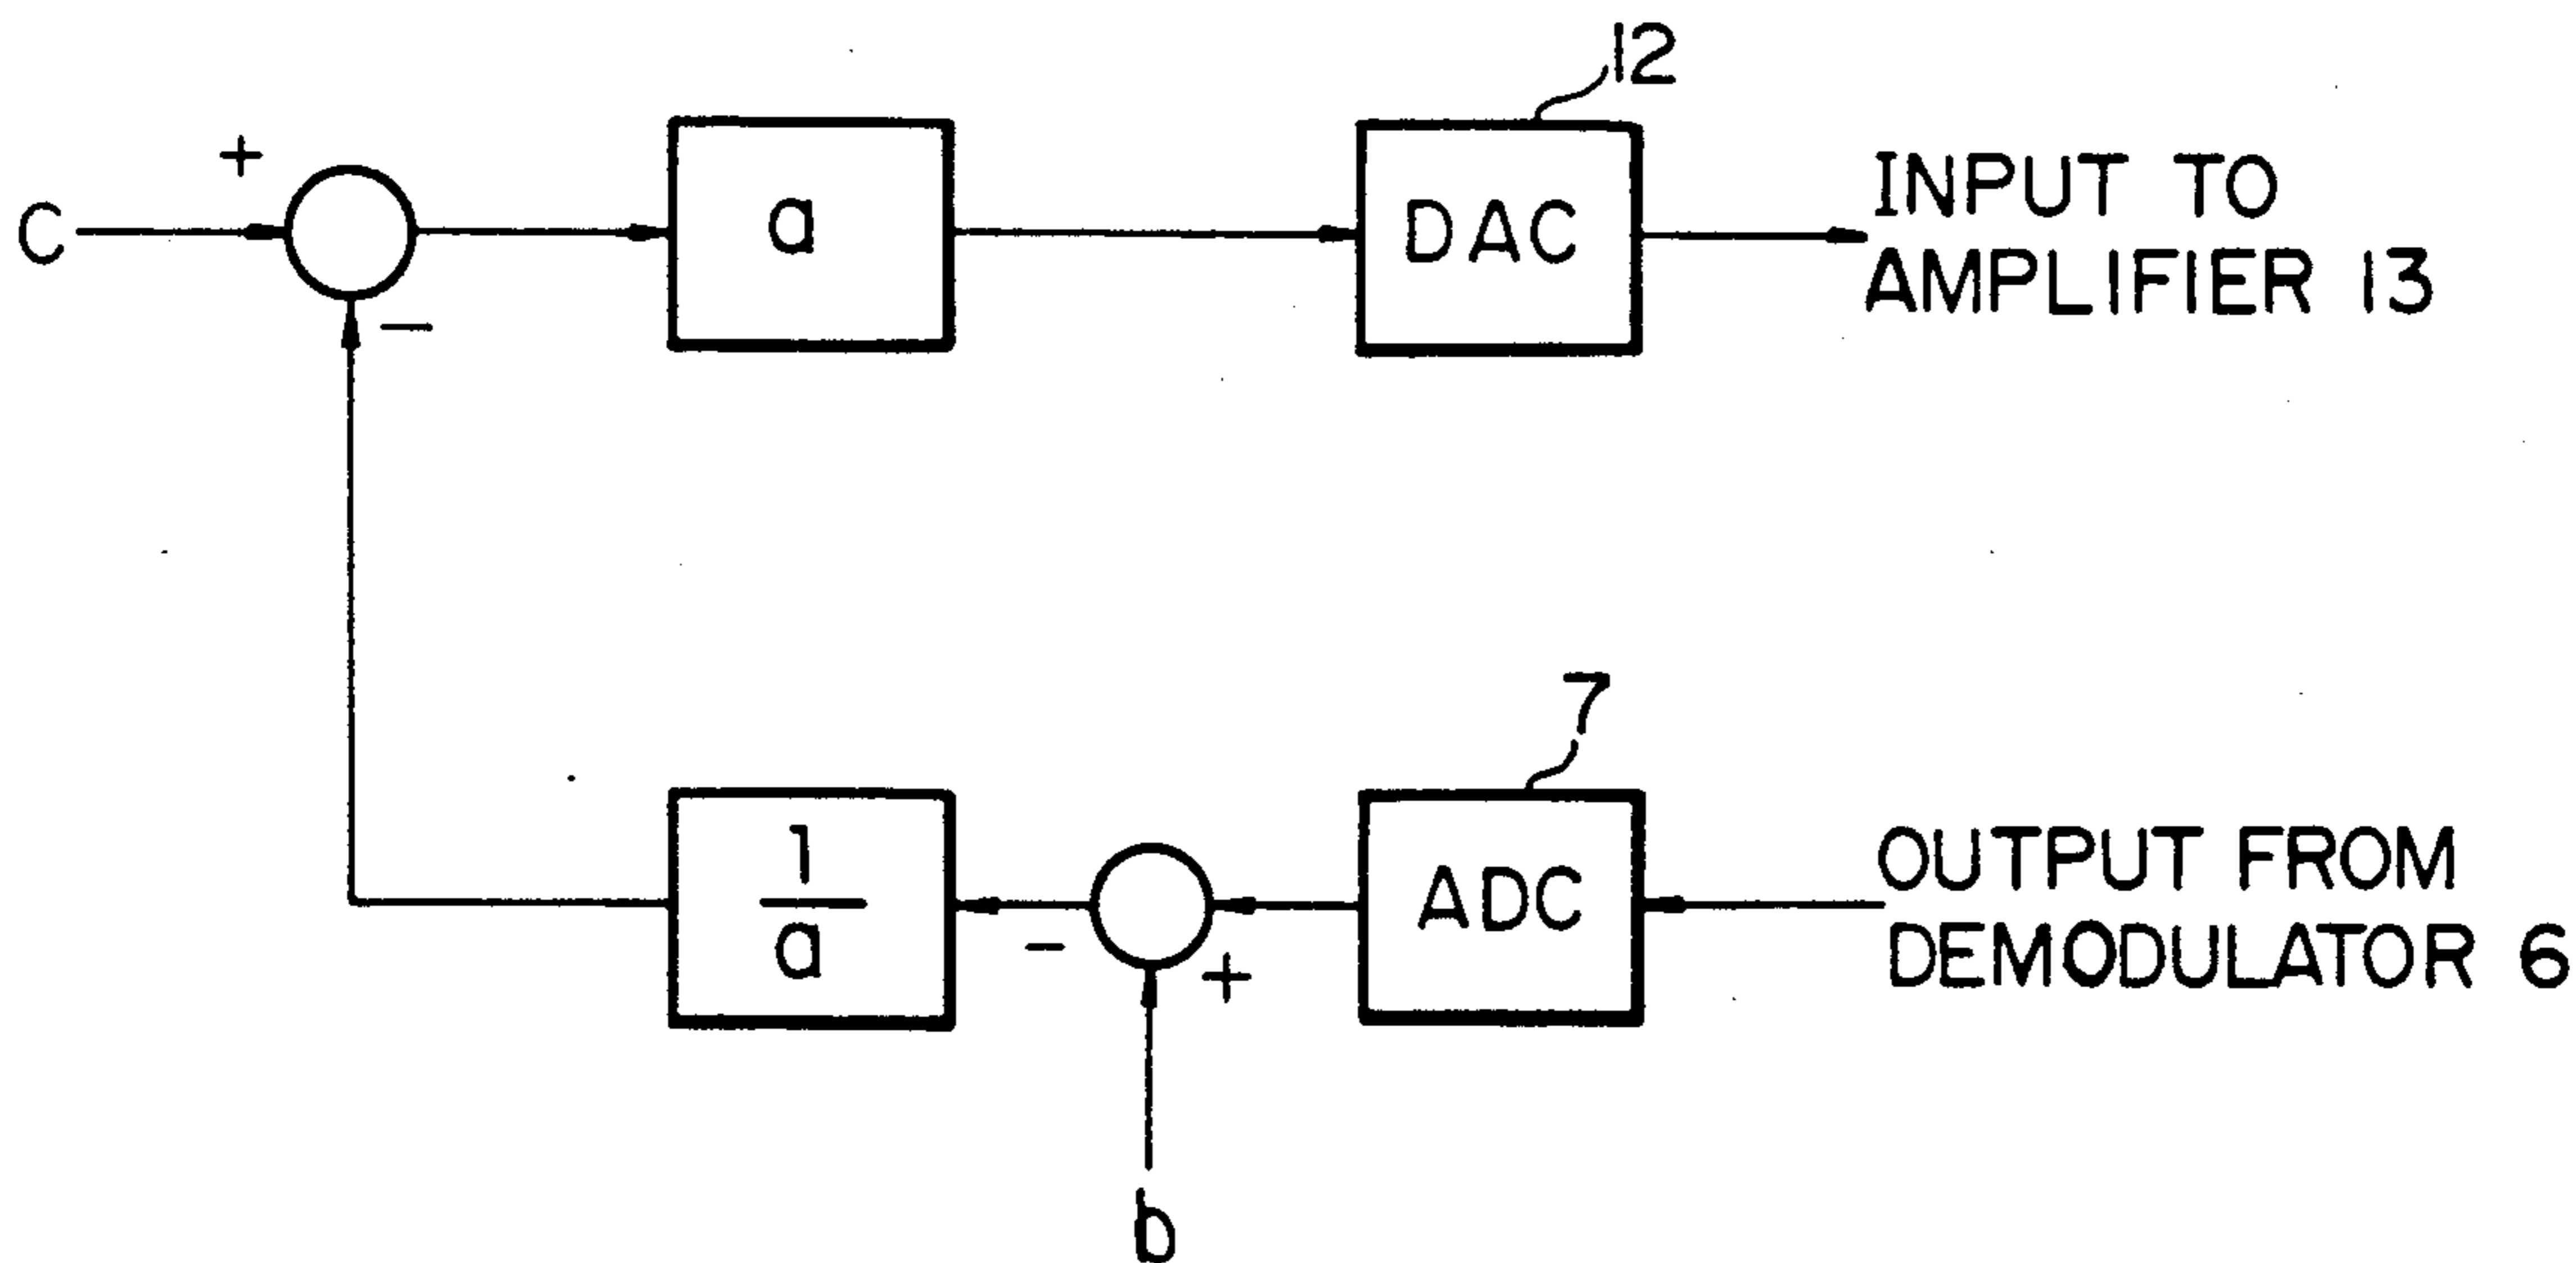 12
+
C
a
DAC
INPUT TO
AMPLIFIER 13
−
7
1
a
ADC
OUTPUT FROM
DEMODULATOR 6
−
+
b